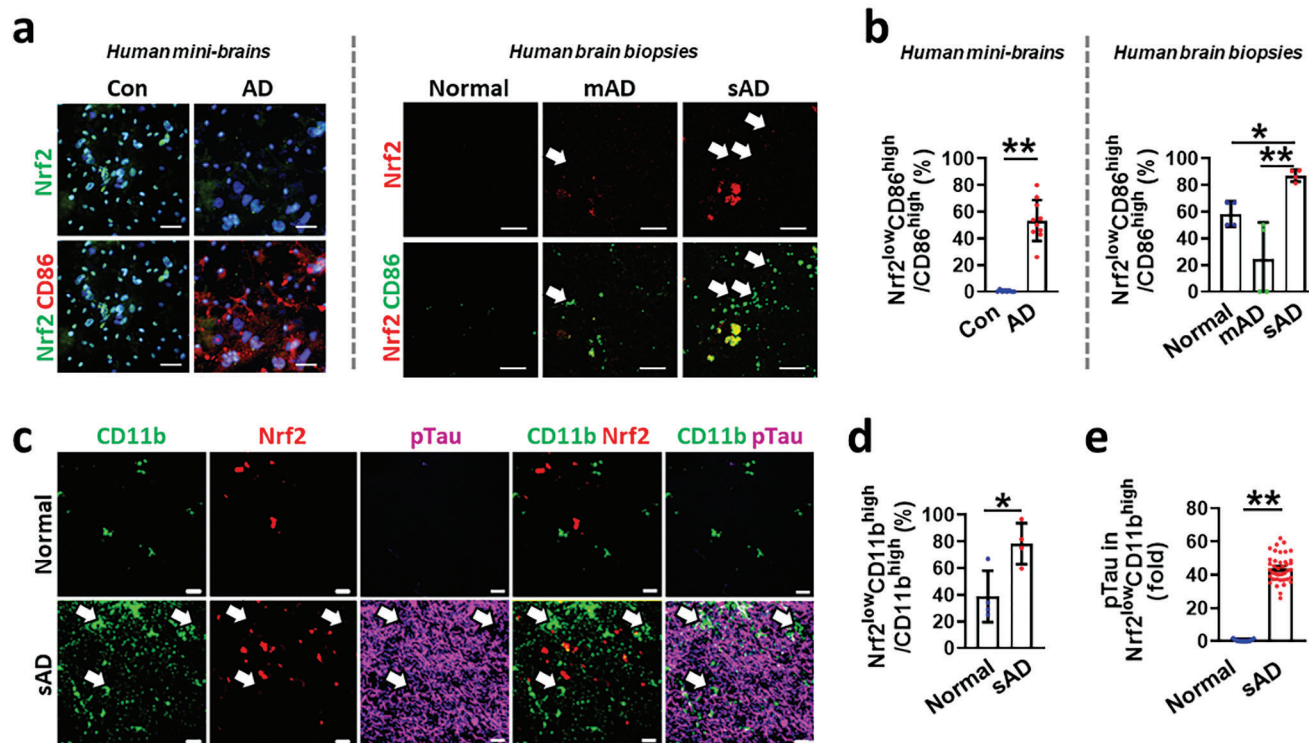 a
Human mini-brains
Human brain biopsies
Con
AD
Normal
mAD
sAD
Nrf2
Nrf2 CD86
Nrf2
Nrf2 CD86
b
Human mini-brains
Human brain biopsies
Nrf2lowCD86high
/CD86high (%)
100
80
60
40
20
0
**
Con
AD
Nrf2lowCD86high
/CD86high (%)
100
80
60
40
20
0
*
**
Normal
mAD
sAD
c
CD11b
Nrf2
pTau
CD11b Nrf2
CD11b pTau
Normal
sAD
d
Nrf2lowCD11bhigh
/CD11bhigh (%)
100
80
60
40
20
0
*
Normal
sAD
e
pTau in
Nrf2lowCD11bhigh
(fold)
80
60
40
20
0
**
Normal
sAD